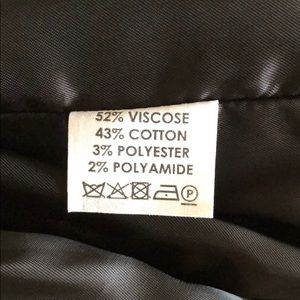 52% VISCOSE
43% COTTON
3% POLYESTER
2% POLYAMIDE
P